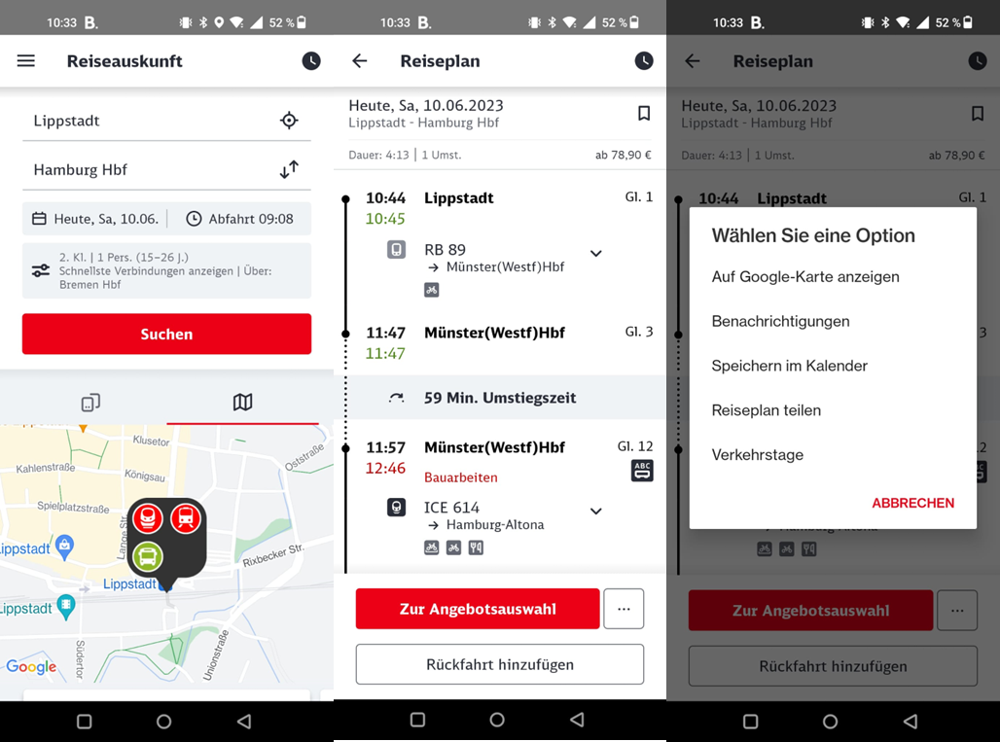 10:33 B. 52 %
Reiseauskunft
Lippstadt
Hamburg Hbf
Heute, Sa, 10.06. Abfahrt 09:08
2. Kl. | 1 Pers. (15–26 J.)
Schnellste Verbindungen anzeigen | Über:
Bremen Hbf
Suchen
Klusetor
Kahlenstraße
Königsau
Oststraße
Spielplatzstraße
Lange Str.
Rixbecker Str.
Lippstadt
Südertor
Unionstraße
Google
10:33 B. 52 %
Reiseplan
Heute, Sa, 10.06.2023
Lippstadt - Hamburg Hbf
Dauer: 4:13 | 1 Umst. ab 78,90 €
10:44 Lippstadt Gl. 1
10:45
RB 89
→ Münster(Westf)Hbf
11:47 Münster(Westf)Hbf Gl. 3
11:47
59 Min. Umstiegszeit
11:57 Münster(Westf)Hbf Gl. 12
12:46 Bauarbeiten ABC
ICE 614
→ Hamburg-Altona
Zur Angebotsauswahl ...
Rückfahrt hinzufügen
10:33 B. 52 %
Reiseplan
Heute, Sa, 10.06.2023
Lippstadt - Hamburg Hbf
Dauer: 4:13 | 1 Umst. ab 78,90 €
10:44 Lippstadt Gl. 1
Wählen Sie eine Option
Auf Google-Karte anzeigen
Benachrichtigungen
Speichern im Kalender
Reiseplan teilen
Verkehrstage
ABBRECHEN
Zur Angebotsauswahl ...
Rückfahrt hinzufügen